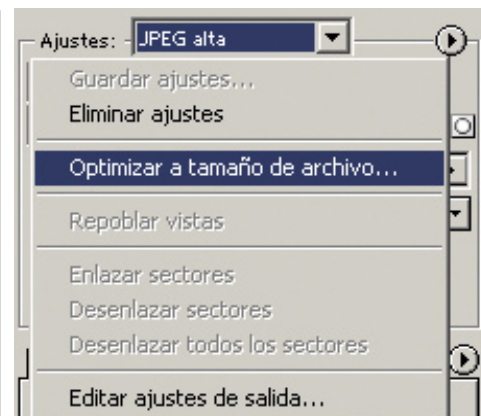 Ajustes: JPEG alta
Guardar ajustes...
Eliminar ajustes
Optimizar a tamaño de archivo...
Repoblar vistas
Enlazar sectores
Desenlazar sectores
Desenlazar todos los sectores
Editar ajustes de salida...